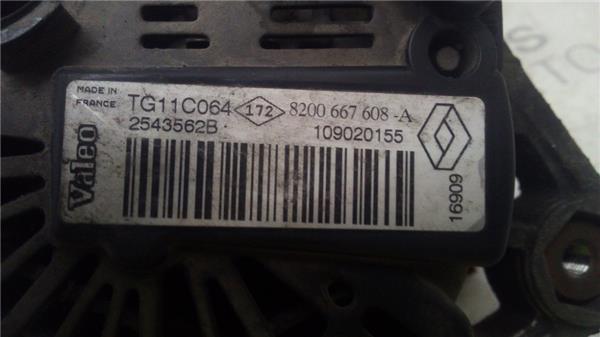 MADE IN
FRANCE
TG11C064 172 8200 667 608 -A
2543562B · 109020155
Valeo
16909